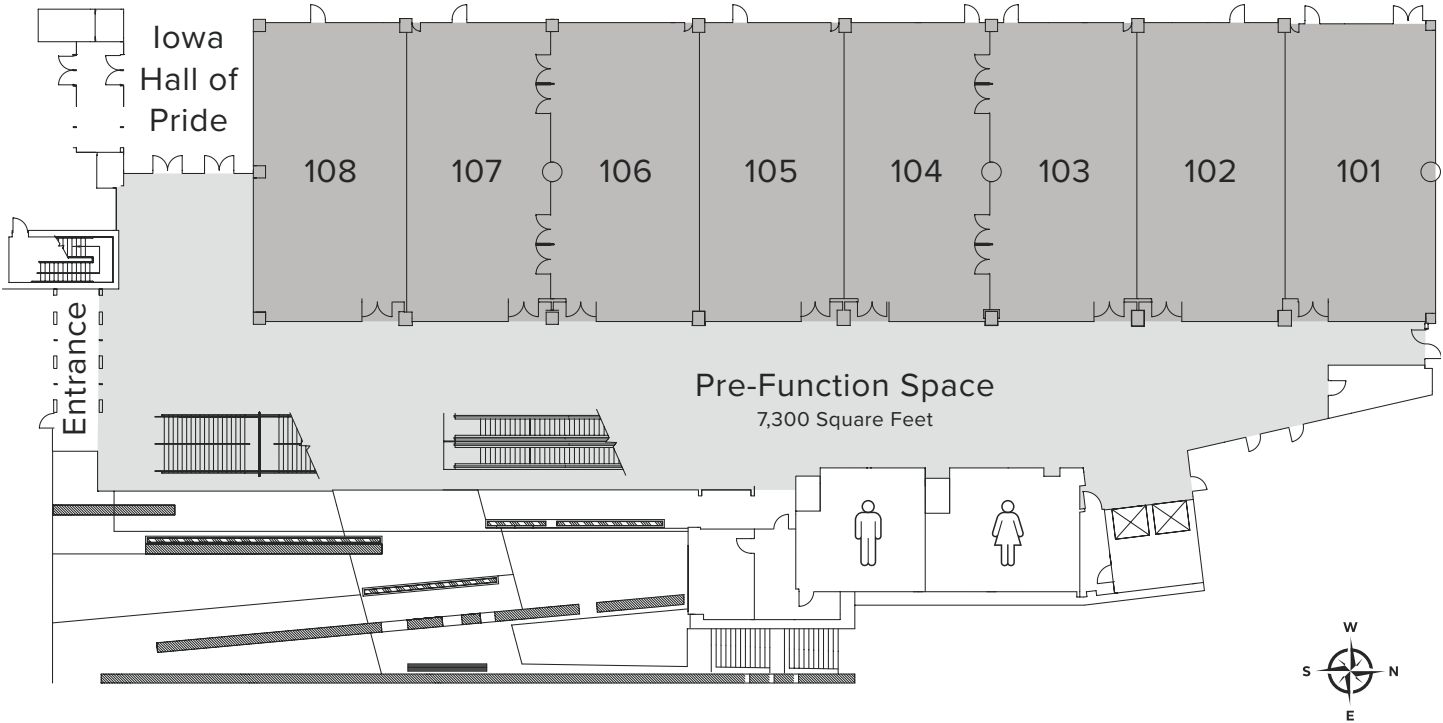 Iowa
Hall of
Pride
108
107
106
105
104
103
102
101
Entrance
Pre-Function Space
7,300 Square Feet
W
S
N
E